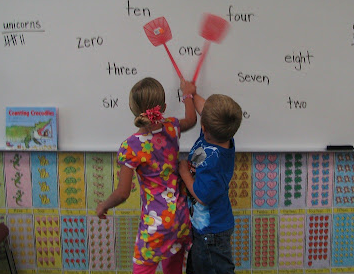 ten
four
unicorns
zero
one
eight
three
seven
six
two
Counting Crocodiles